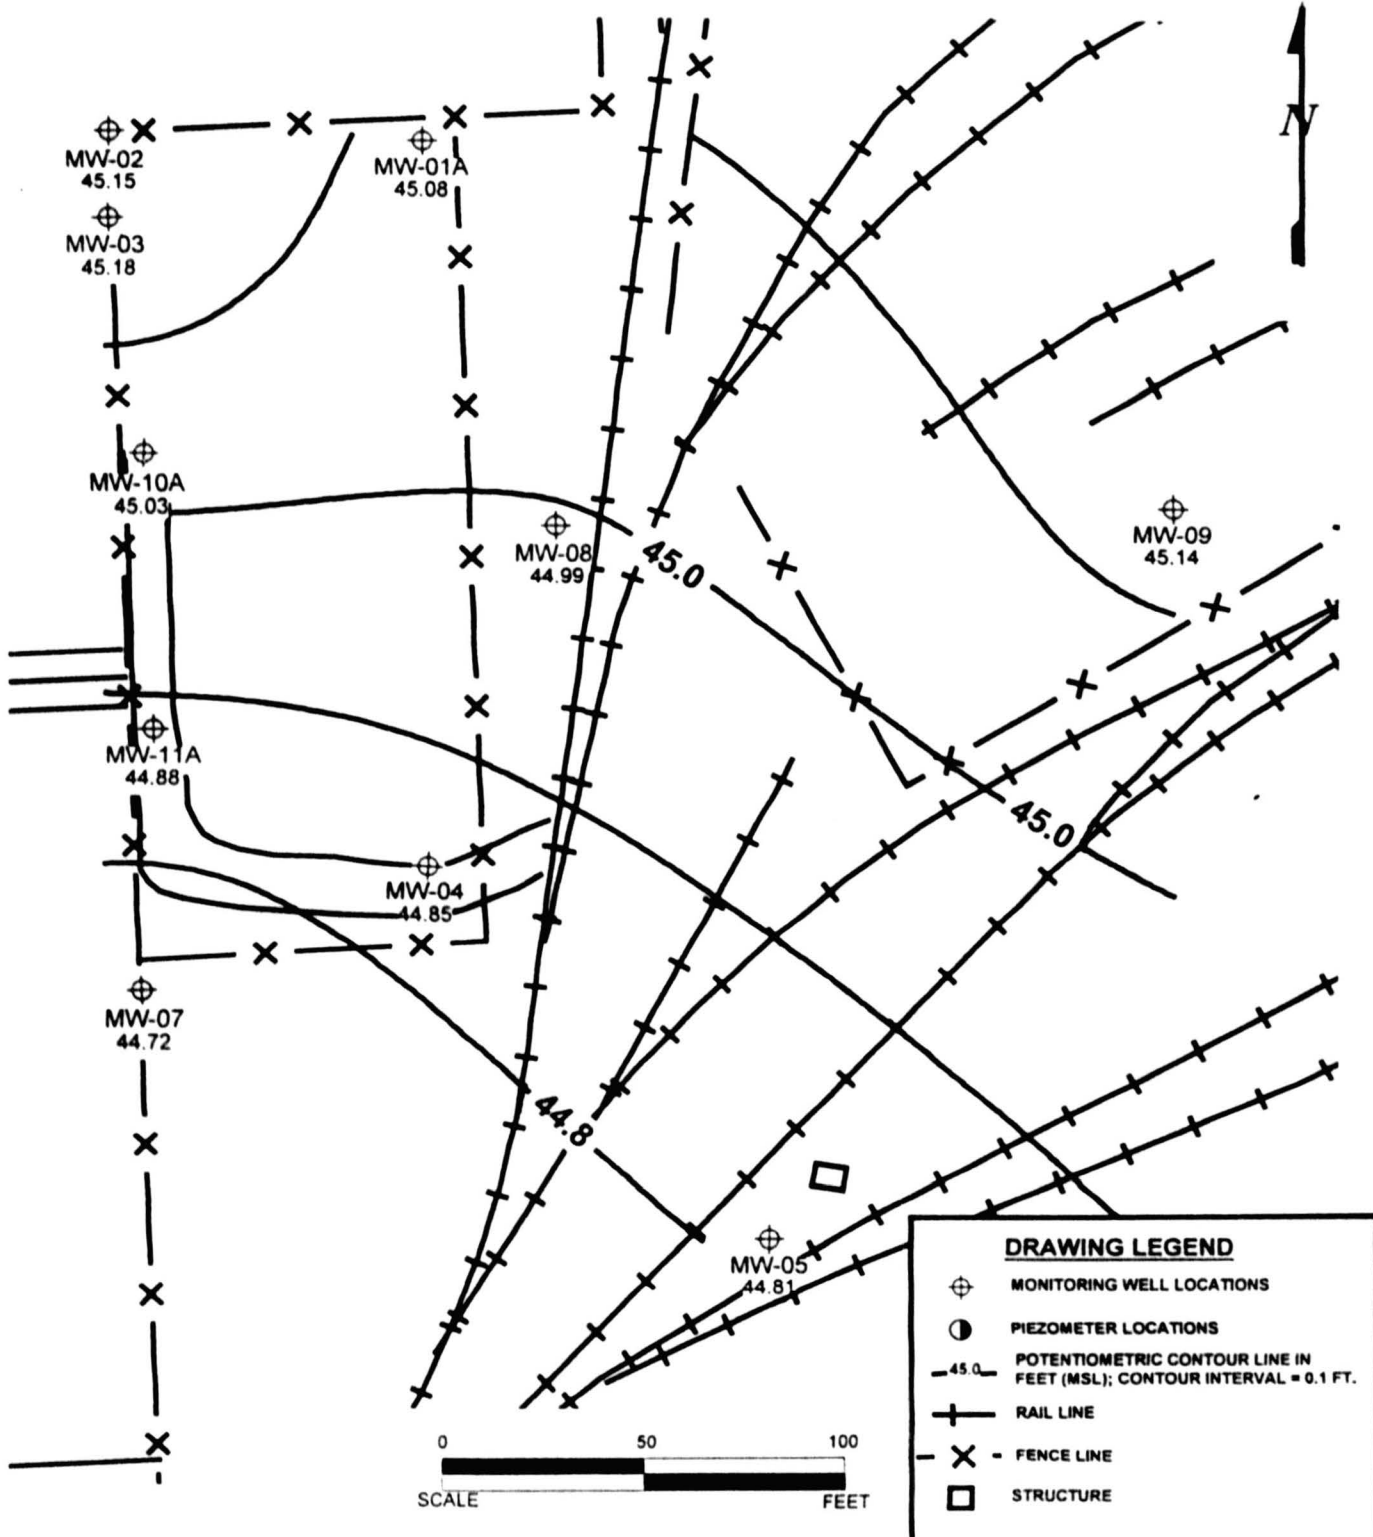 N
MW-02
45.15
MW-01A
45.08
MW-03
45.18
MW-10A
45.03
MW-08
44.99
45.0
MW-09
45.14
MW-11A
44.88
45.0
MW-04
44.85
MW-07
44.72
44.8
MW-05
44.81
DRAWING LEGEND
MONITORING WELL LOCATIONS
PIEZOMETER LOCATIONS
45.0
POTENTIOMETRIC CONTOUR LINE IN
FEET (MSL); CONTOUR INTERVAL = 0.1 FT.
RAIL LINE
FENCE LINE
STRUCTURE
0 50 100
SCALE FEET